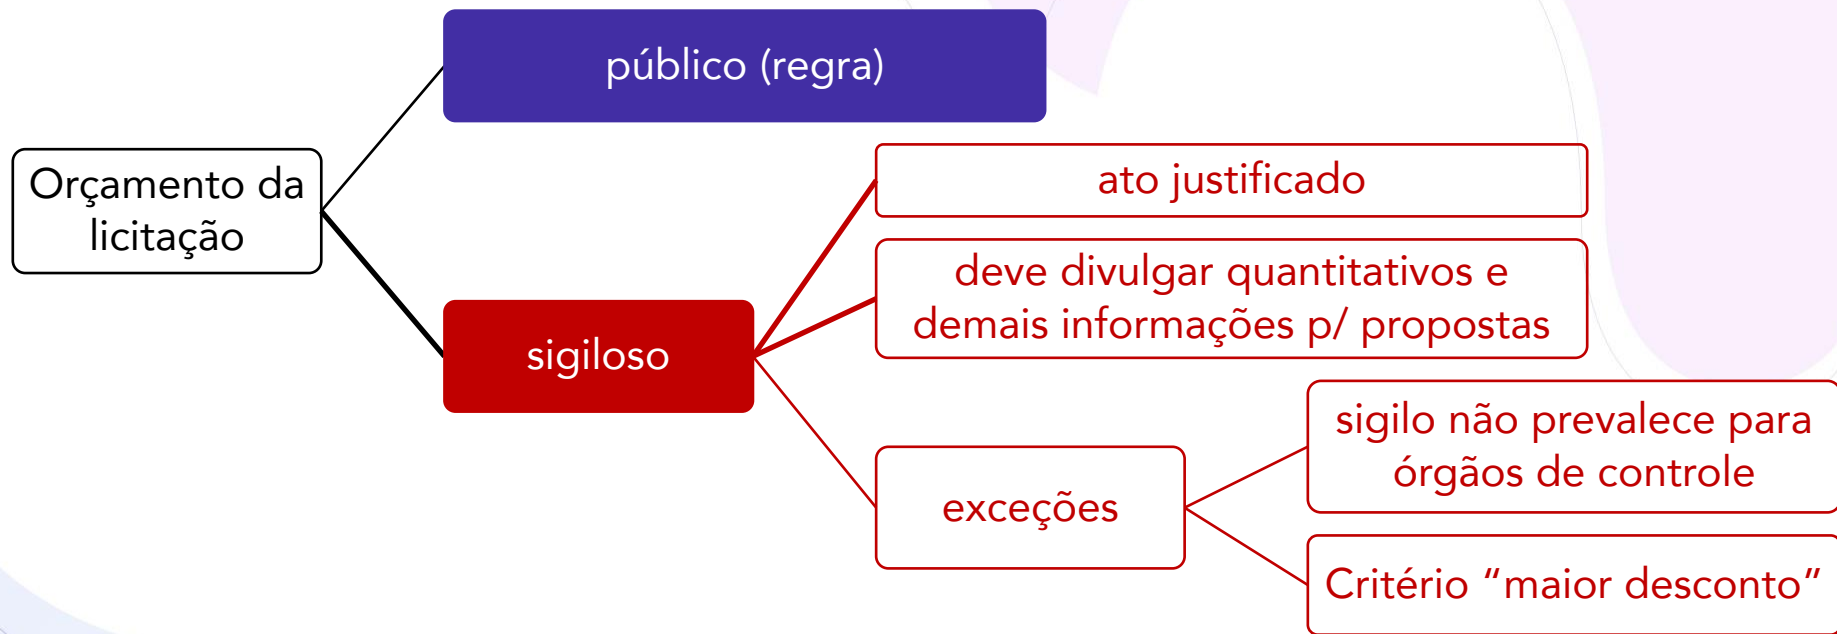 público (regra)
Orçamento da
licitação
ato justificado
deve divulgar quantitativos e
demais informações p/ propostas
sigiloso
sigilo não prevalece para
órgãos de controle
exceções
Critério “maior desconto”